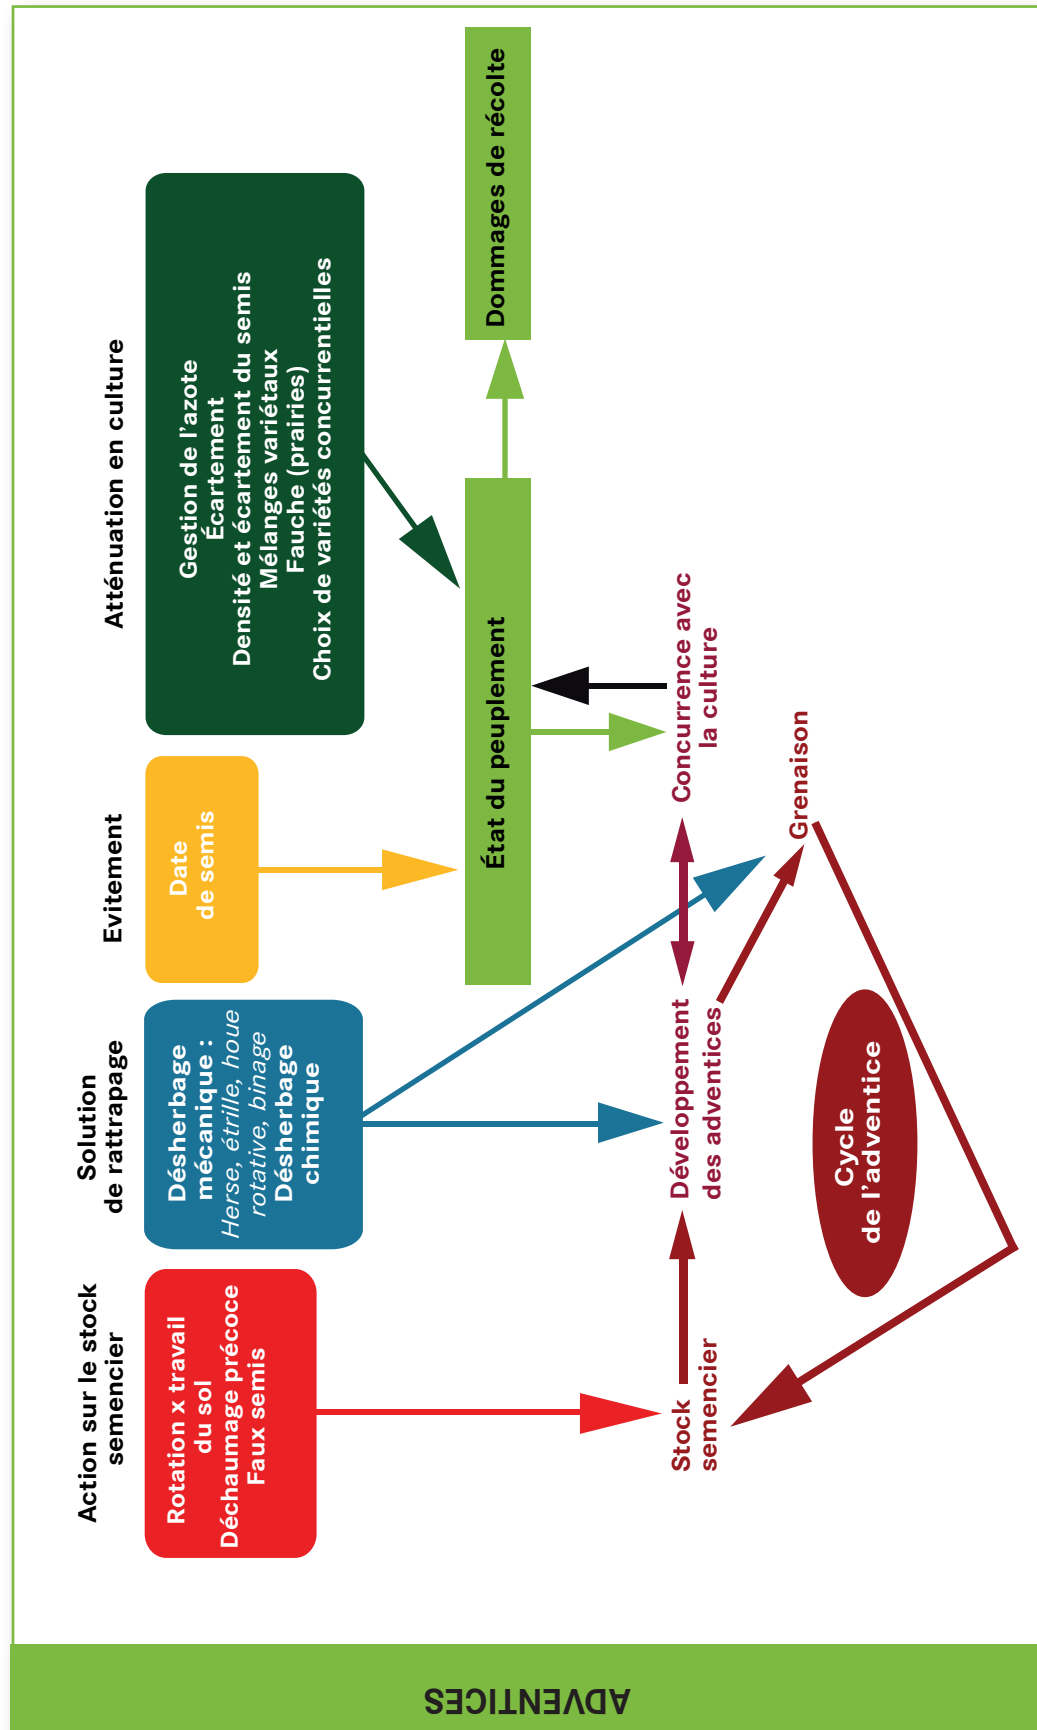 ADVENTICES
Action sur le stock
semencier
Rotation x travail
du sol
Déchaumage précoce
Faux semis
Solution
de rattrapage
Désherbage
mécanique :
Herse, étrille, houe
rotative, binage
Désherbage
chimique
Evitement
Date
de semis
Atténuation en culture
Gestion de l’azote
Écartement
Densité et écartement du semis
Mélanges variétaux
Fauche (prairies)
Choix de variétés concurrentielles
État du peuplement
Dommages de récolte
Stock
semencier
Développement
des adventices
Concurrence avec
la culture
Grenaison
Cycle
de l’adventice